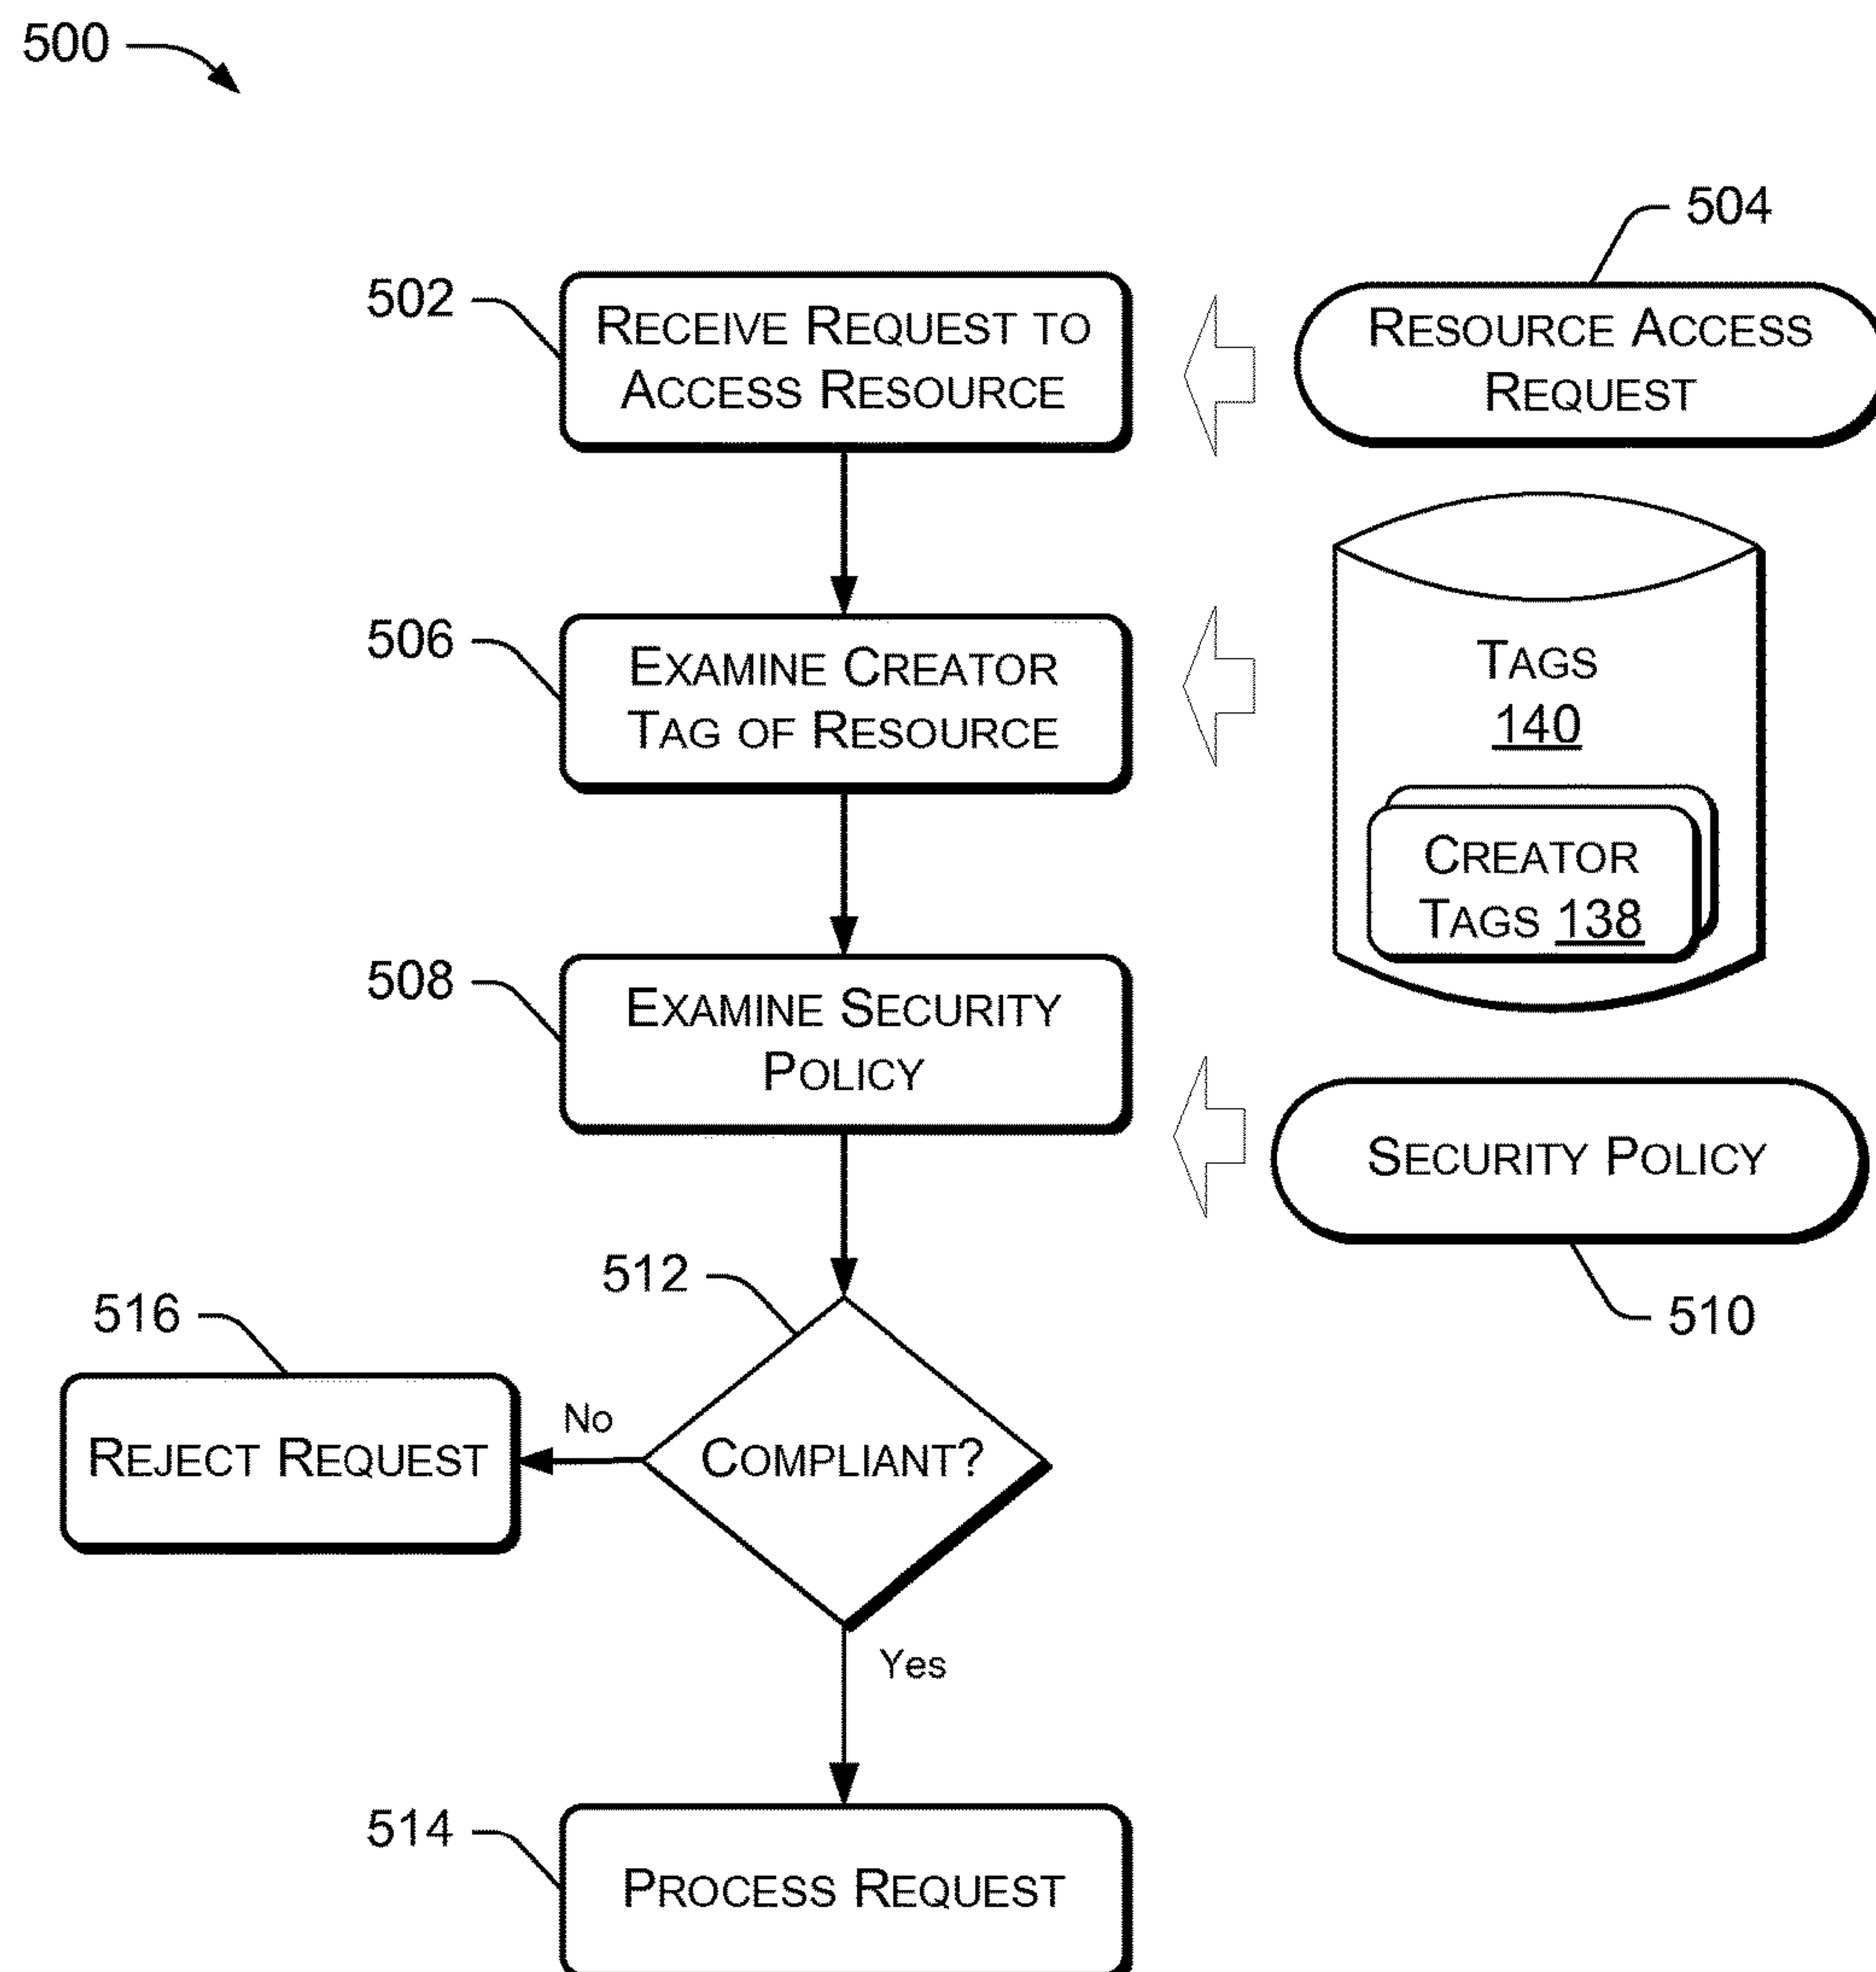 500
504
502
RECEIVE REQUEST TO
ACCESS RESOURCE
RESOURCE ACCESS
REQUEST
506
EXAMINE CREATOR
TAG OF RESOURCE
TAGS
140
CREATOR
TAGS 138
508
EXAMINE SECURITY
POLICY
SECURITY POLICY
510
512
516
REJECT REQUEST
No
COMPLIANT?
Yes
514
PROCESS REQUEST